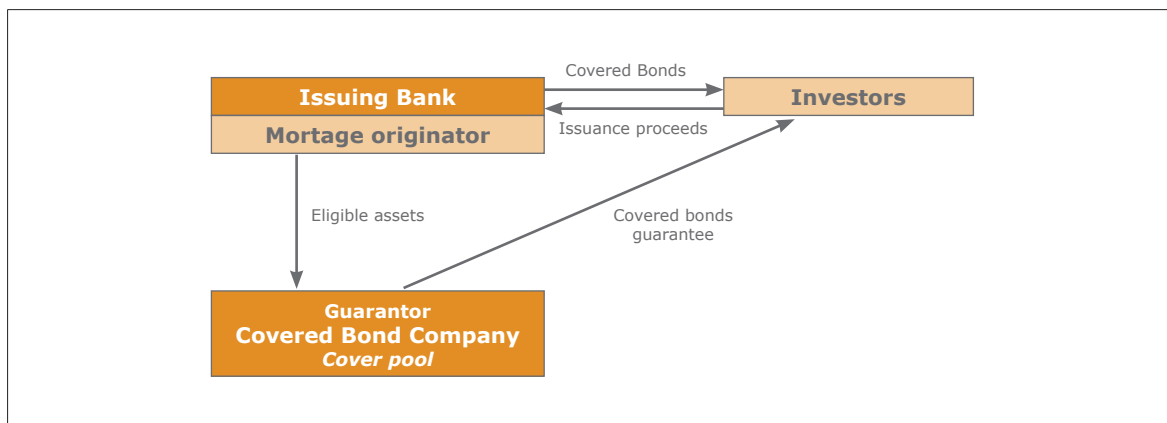 Covered Bonds
Issuing Bank
Investors
Issuance proceeds
Mortage originator
Eligible assets
Covered bonds
guarantee
Guarantor
Covered Bond Company
Cover pool